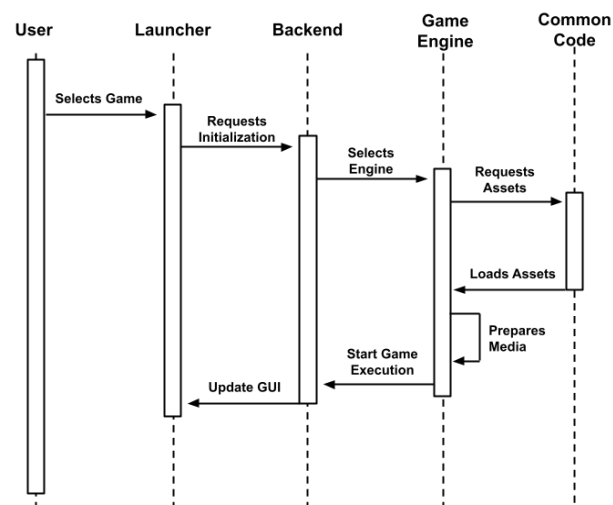 User
Launcher
Backend
Game
Engine
Common
Code
Selects Game
Requests
Initialization
Selects
Engine
Requests
Assets
Loads Assets
Prepares
Media
Start Game
Execution
Update GUI